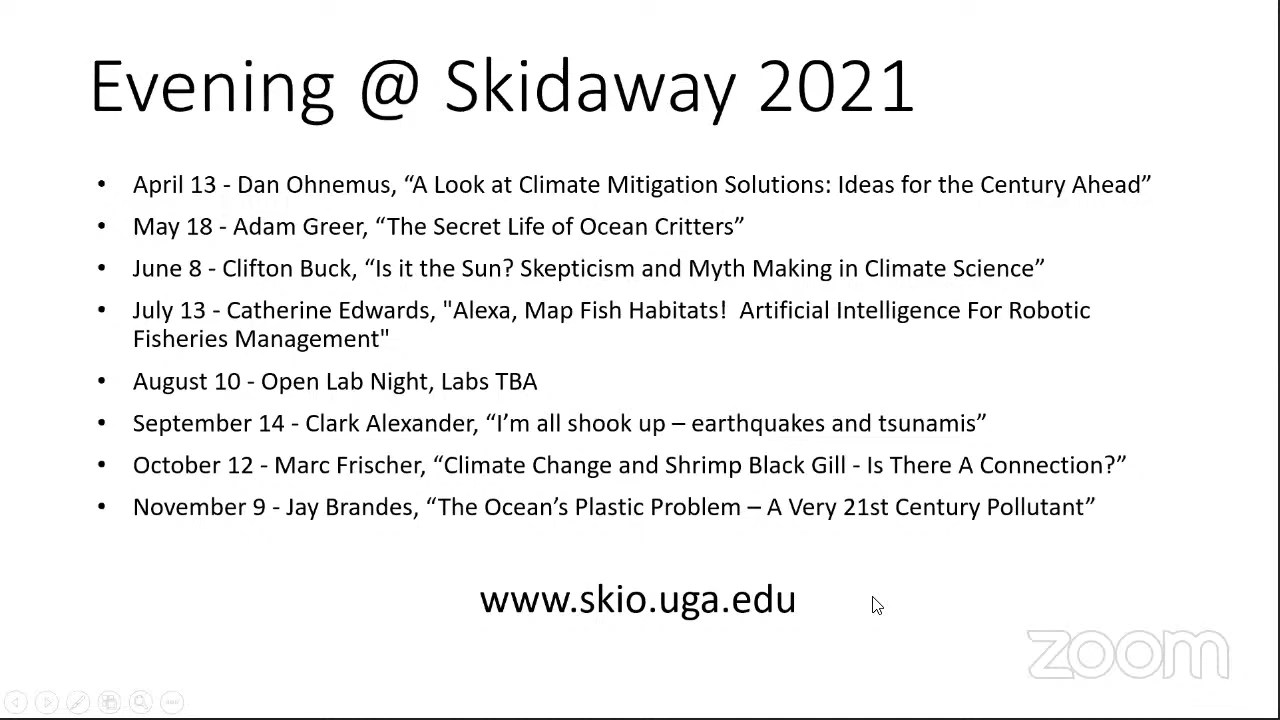 Evening @ Skidaway 2021
• April 13 - Dan Ohnemus, “A Look at Climate Mitigation Solutions: Ideas for the Century Ahead”
• May 18 - Adam Greer, “The Secret Life of Ocean Critters”
• June 8 - Clifton Buck, “Is it the Sun? Skepticism and Myth Making in Climate Science”
• July 13 - Catherine Edwards, "Alexa, Map Fish Habitats!  Artificial Intelligence For Robotic
Fisheries Management"
• August 10 - Open Lab Night, Labs TBA
• September 14 - Clark Alexander, “I’m all shook up – earthquakes and tsunamis”
• October 12 - Marc Frischer, “Climate Change and Shrimp Black Gill - Is There A Connection?”
• November 9 - Jay Brandes, “The Ocean’s Plastic Problem – A Very 21st Century Pollutant”
www.skio.uga.edu
zoom